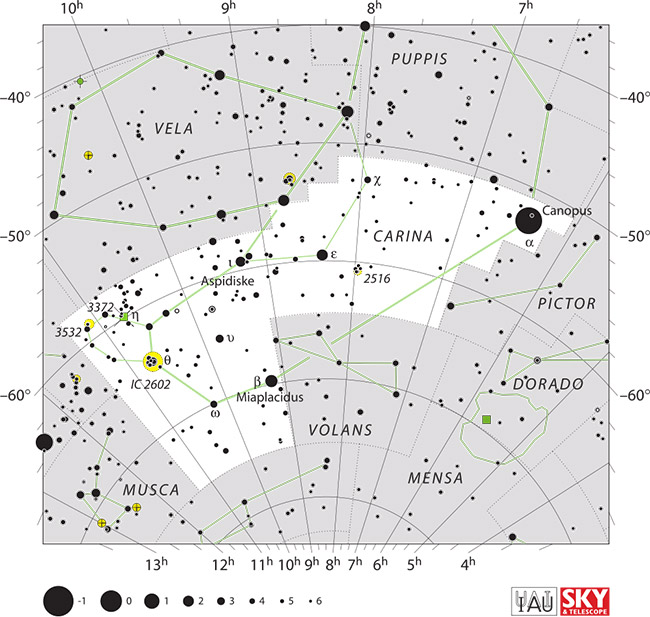 10ʰ 9ʰ 8ʰ 7ʰ
PUPPIS
−40° −40°
VELA
χ
Canopus
α
−50° CARINA −50°
ι ε
Aspidiske
2516
3372 η
PICTOR
3532
υ
θ
IC 2602
β
DORADO
−60° Miaplacidus −60°
ω
VOLANS
MENSA
MUSCA
13ʰ 12ʰ 11ʰ 10ʰ 9ʰ 8ʰ 7ʰ 6ʰ 5ʰ 4ʰ
-1 0 1 2 3 4 5 6
IAU
SKY
& TELESCOPE